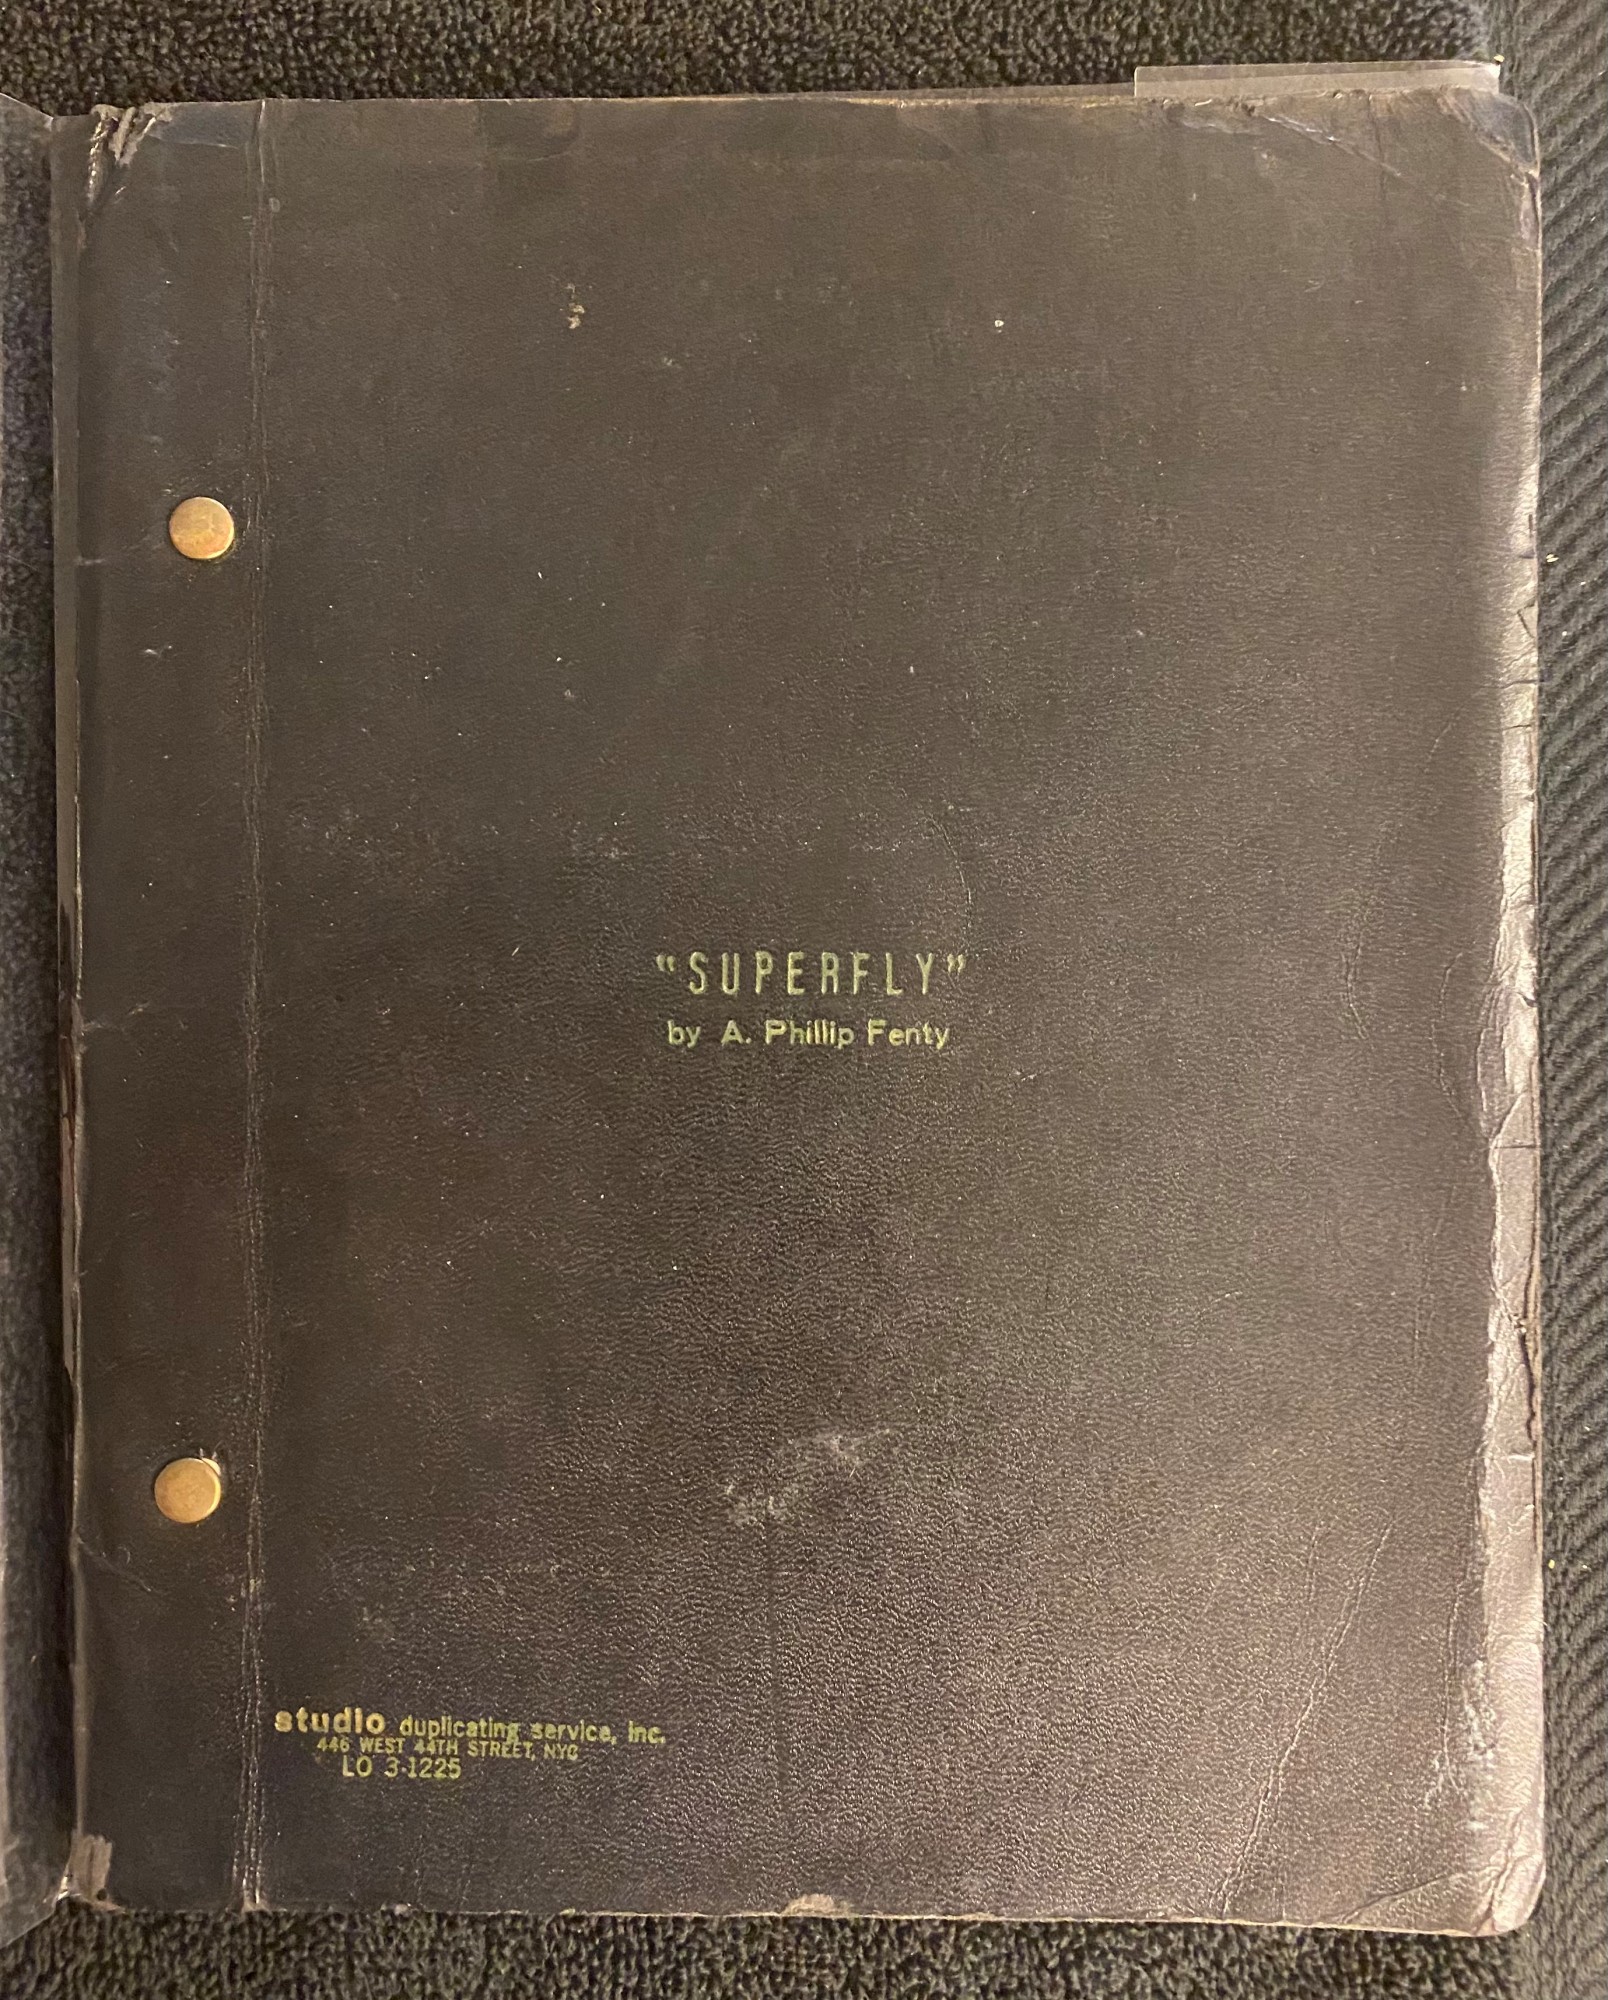 “SUPERFLY”
by A. Phillip Fenty
studio duplicating service, inc.
446 WEST 44TH STREET, NYC
LO 3-1225